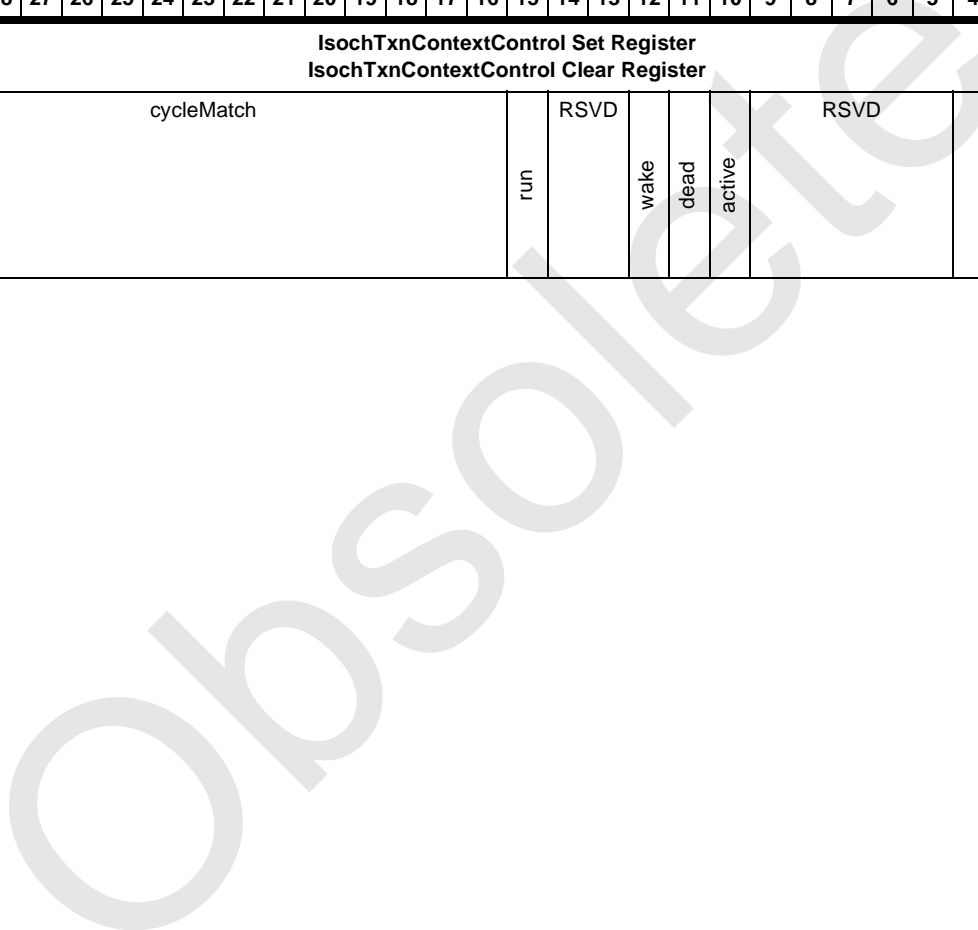 27 26 25 24 23 22 21 20 19 18 17 16 15 14 13 12 11 10 9 8 7 6 5 4
IsochTxnContextControl Set Register
IsochTxnContextControl Clear Register
cycleMatch run RSVD wake dead active RSVD
Obsolete